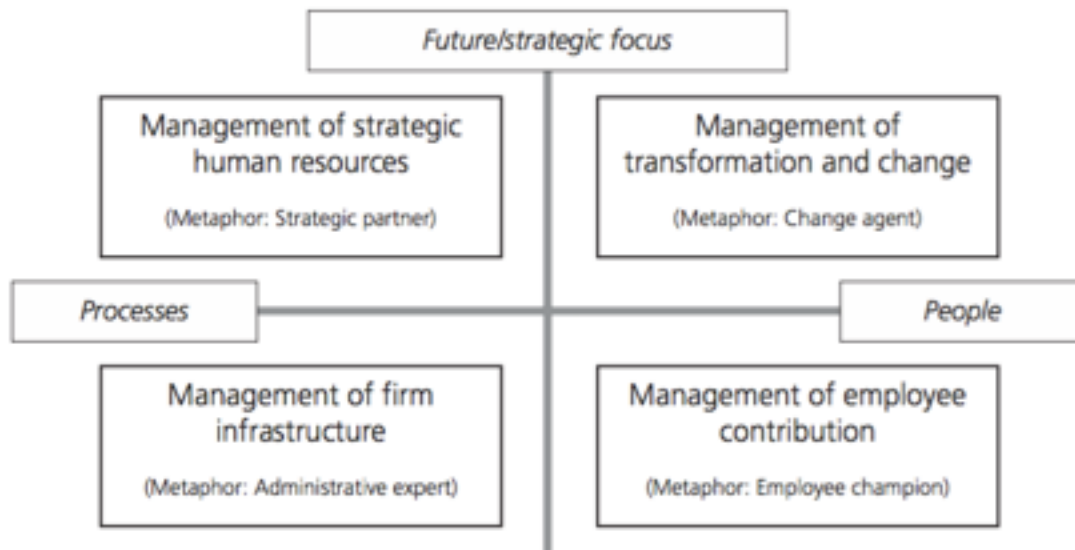 Future/strategic focus
Management of strategic
human resources
(Metaphor: Strategic partner)
Management of
transformation and change
(Metaphor: Change agent)
Processes
People
Management of firm
infrastructure
(Metaphor: Administrative expert)
Management of employee
contribution
(Metaphor: Employee champion)